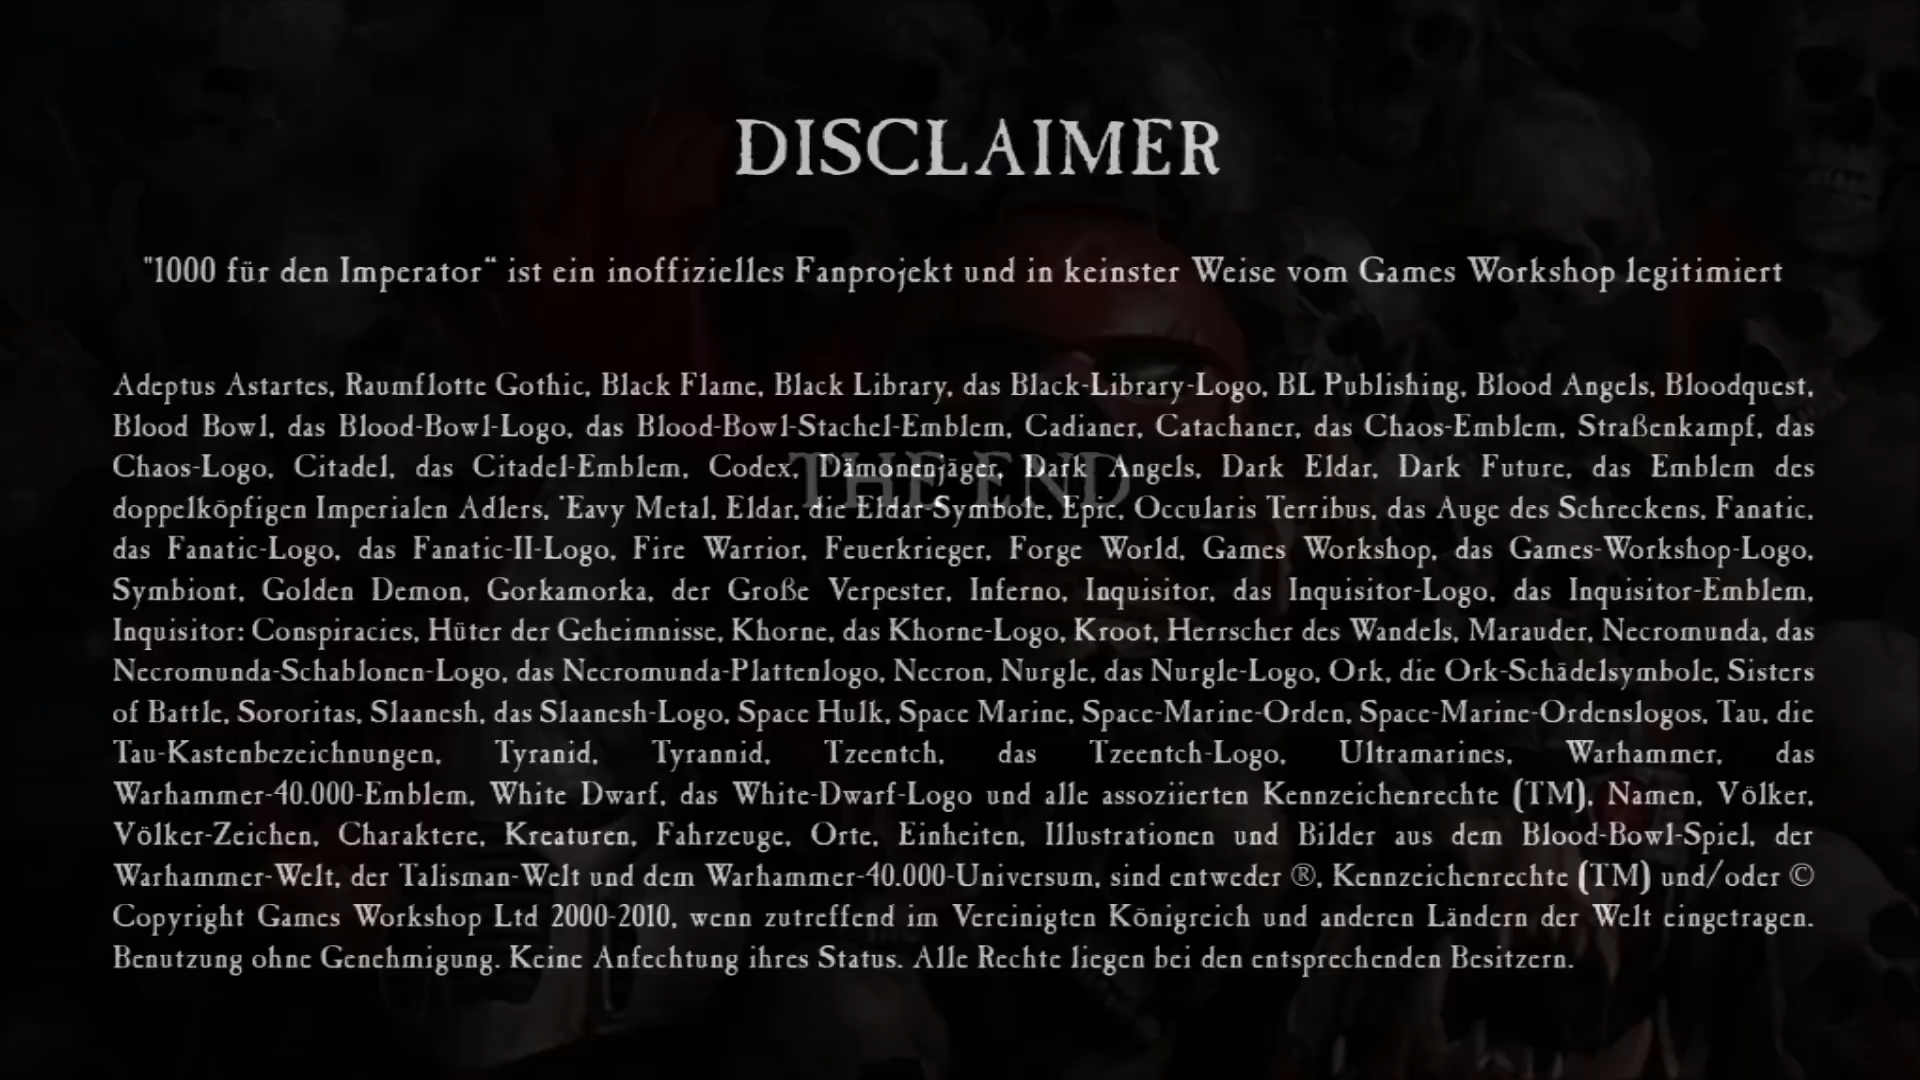 DISCLAIMER
"1000 für den Imperator“ ist ein inoffizielles Fanprojekt und in keinster Weise vom Games Workshop legitimiert
Adeptus Astartes, Raumflotte Gothic, Black Flame, Black Library, das Black-Library-Logo, BL Publishing, Blood Angels, Bloodquest,
Blood Bowl, das Blood-Bowl-Logo, das Blood-Bowl-Stachel-Emblem, Cadianer, Catachaner, das Chaos-Emblem, Straßenkampf, das
Chaos-Logo, Citadel, das Citadel-Emblem, Codex, Dämonenjäger, Dark Angels, Dark Eldar, Dark Future, das Emblem des
THE END
doppelköpfigen Imperialen Adlers, 'Eavy Metal, Eldar, die Eldar-Symbole, Epic, Occularis Terribus, das Auge des Schreckens, Fanatic,
das Fanatic-Logo, das Fanatic-II-Logo, Fire Warrior, Feuerkrieger, Forge World, Games Workshop, das Games-Workshop-Logo,
Symbiont, Golden Demon, Gorkamorka, der Große Verpester, Inferno, Inquisitor, das Inquisitor-Logo, das Inquisitor-Emblem,
Inquisitor: Conspiracies, Hüter der Geheimnisse, Khorne, das Khorne-Logo, Kroot, Herrscher des Wandels, Marauder, Necromunda, das
Necromunda-Schablonen-Logo, das Necromunda-Plattenlogo, Necron, Nurgle, das Nurgle-Logo, Ork, die Ork-Schädelsymbole, Sisters
of Battle, Sororitas, Slaanesh, das Slaanesh-Logo, Space Hulk, Space Marine, Space-Marine-Orden, Space-Marine-Ordenslogos, Tau, die
Tau-Kastenbezeichnungen, Tyranid, Tyrannid, Tzeentch, das Tzeentch-Logo, Ultramarines, Warhammer, das
Warhammer-40.000-Emblem, White Dwarf, das White-Dwarf-Logo und alle assoziierten Kennzeichenrechte (TM), Namen, Völker,
Völker-Zeichen, Charaktere, Kreaturen, Fahrzeuge, Orte, Einheiten, Illustrationen und Bilder aus dem Blood-Bowl-Spiel, der
Warhammer-Welt, der Talisman-Welt und dem Warhammer-40.000-Universum, sind entweder ®, Kennzeichenrechte (TM) und/oder ©
Copyright Games Workshop Ltd 2000-2010, wenn zutreffend im Vereinigten Königreich und anderen Ländern der Welt eingetragen.
Benutzung ohne Genehmigung. Keine Anfechtung ihres Status. Alle Rechte liegen bei den entsprechenden Besitzern.